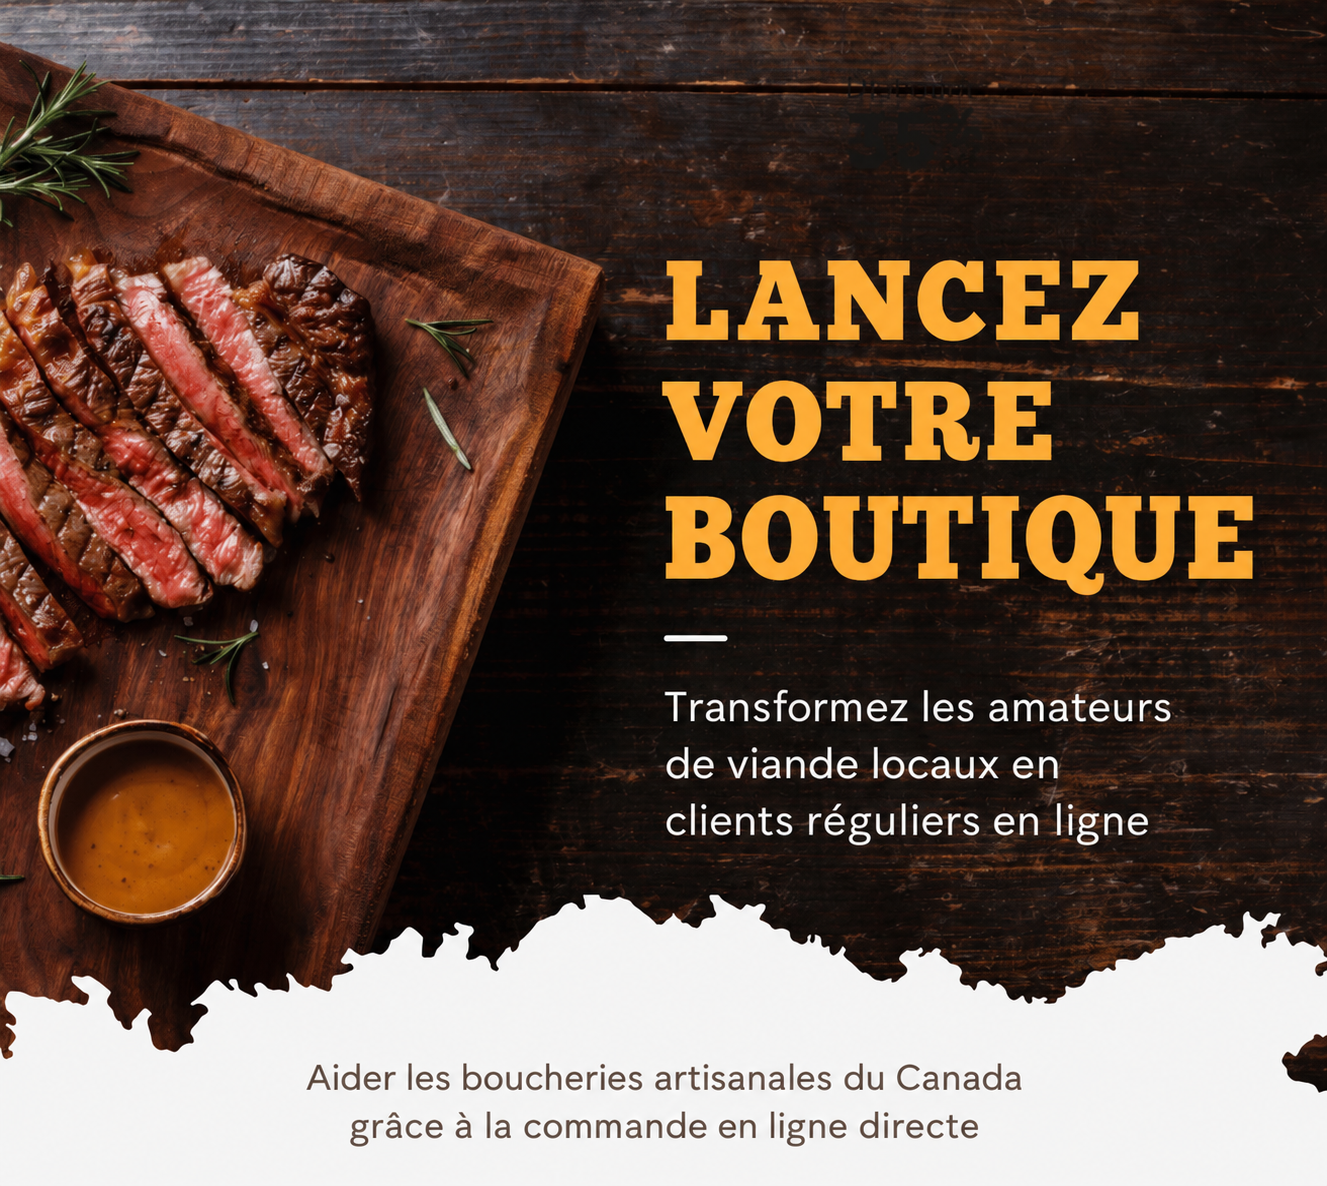 LANCEZ
VOTRE
BOUTIQUE
Transformez les amateurs
de viande locaux en
clients réguliers en ligne
Aider les boucheries artisanales du Canada
grâce à la commande en ligne directe